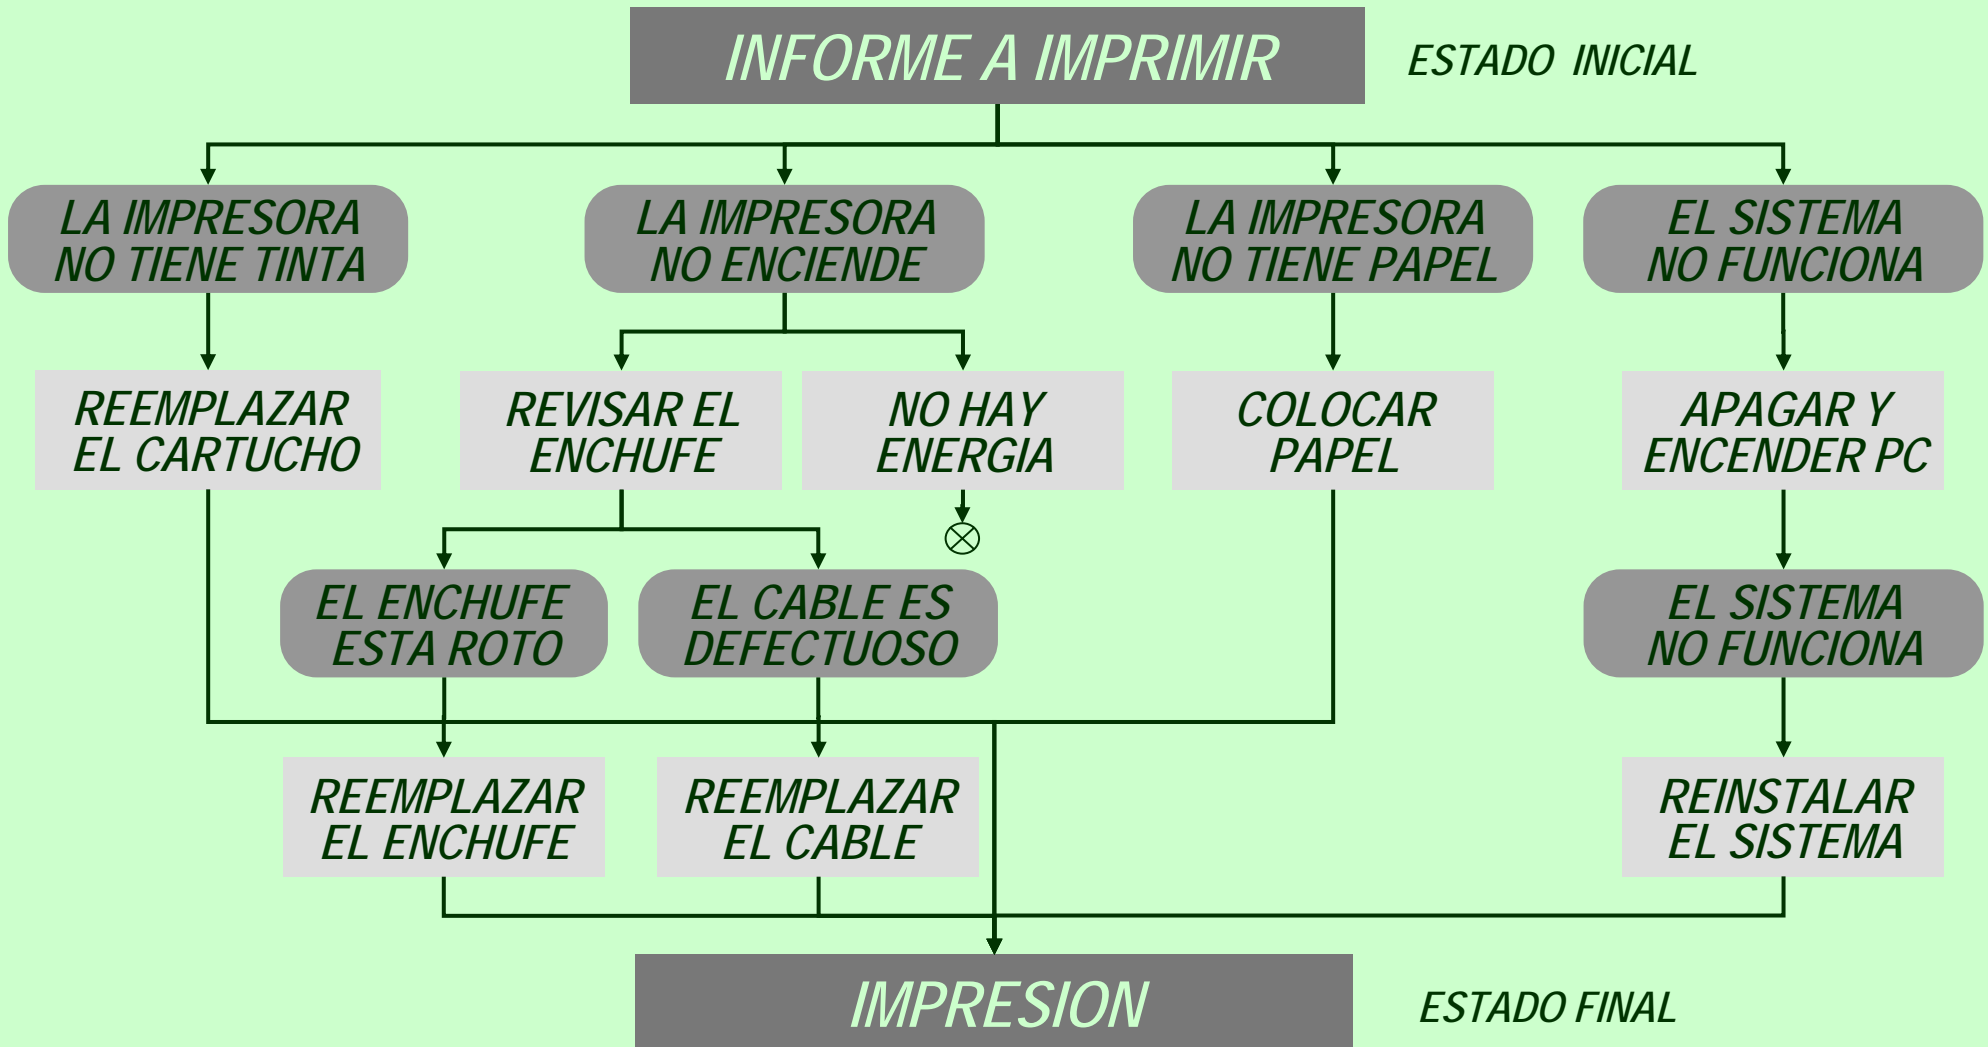 INFORME A IMPRIMIR
ESTADO INICIAL
LA IMPRESORA
NO TIENE TINTA
LA IMPRESORA
NO ENCIENDE
LA IMPRESORA
NO TIENE PAPEL
EL SISTEMA
NO FUNCIONA
REEMPLAZAR
EL CARTUCHO
REVISAR EL
ENCHUFE
NO HAY
ENERGIA
COLOCAR
PAPEL
APAGAR Y
ENCENDER PC
EL ENCHUFE
ESTA ROTO
EL CABLE ES
DEFECTUOSO
EL SISTEMA
NO FUNCIONA
REEMPLAZAR
EL ENCHUFE
REEMPLAZAR
EL CABLE
REINSTALAR
EL SISTEMA
IMPRESION
ESTADO FINAL